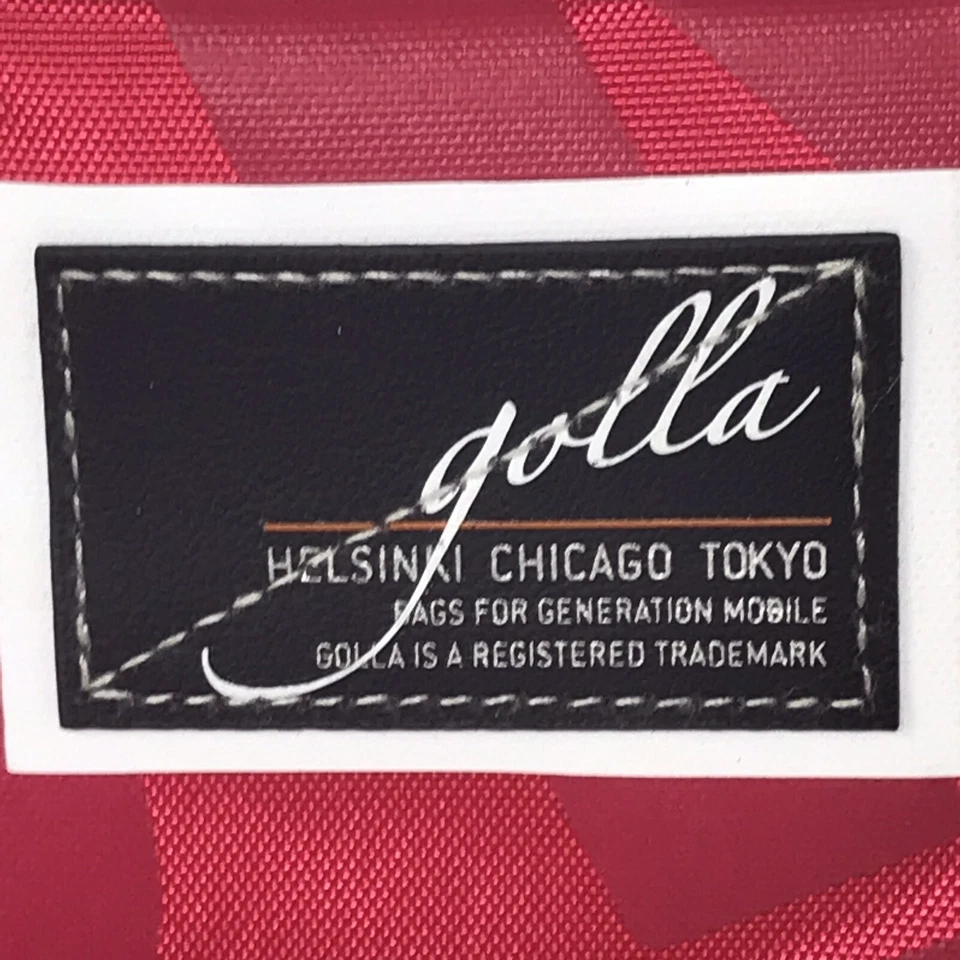 golla
HELSINKI CHICAGO TOKYO
BAGS FOR GENERATION MOBILE
GOLLA IS A REGISTERED TRADEMARK